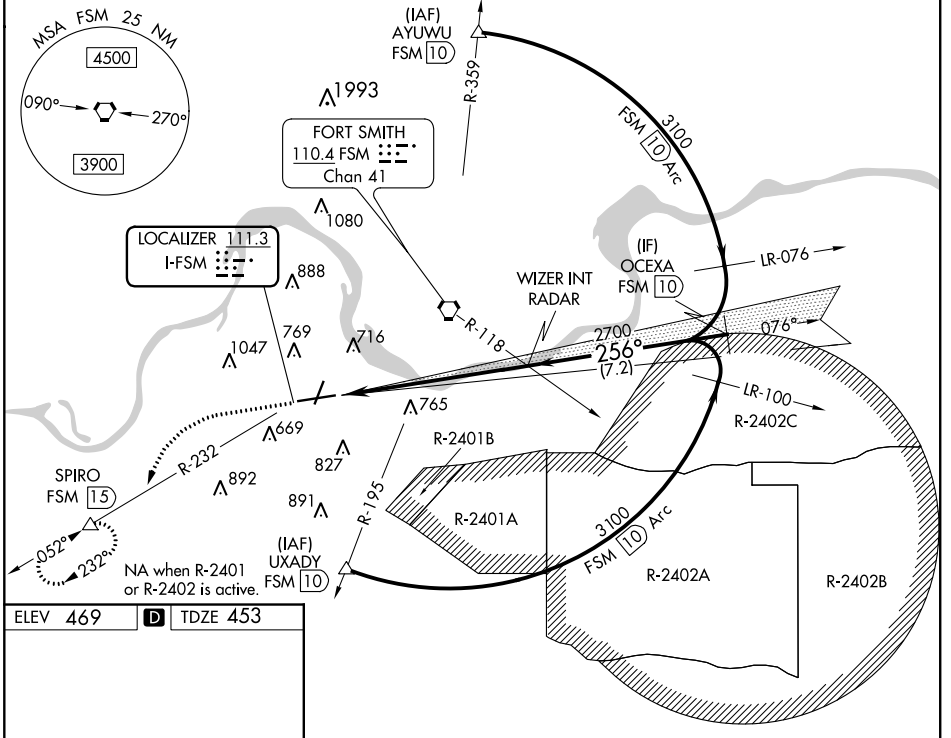 MSA FSM 25 NM
4500
090°
270°
3900
(IAF)
AYUWU
FSM 10
R-359
1993
FORT SMITH
110.4 FSM
Chan 41
1080
3100
FSM 10 Arc
LOCALIZER 111.3
I-FSM
888
(IF)
OCEXA
FSM 10
LR-076
WIZER INT
RADAR
R-118
2700
256°
(7.2)
076°
769
716
1047
LR-100
R-2402C
765
669
R-2401B
827
R-232
892
SPIRO
FSM 15
891
R-195
R-2401A
3100
FSM 10 Arc
052°
232°
NA when R-2401
or R-2402 is active.
(IAF)
UXADY
FSM 10
R-2402A
R-2402B
ELEV 469
D
TDZE 453